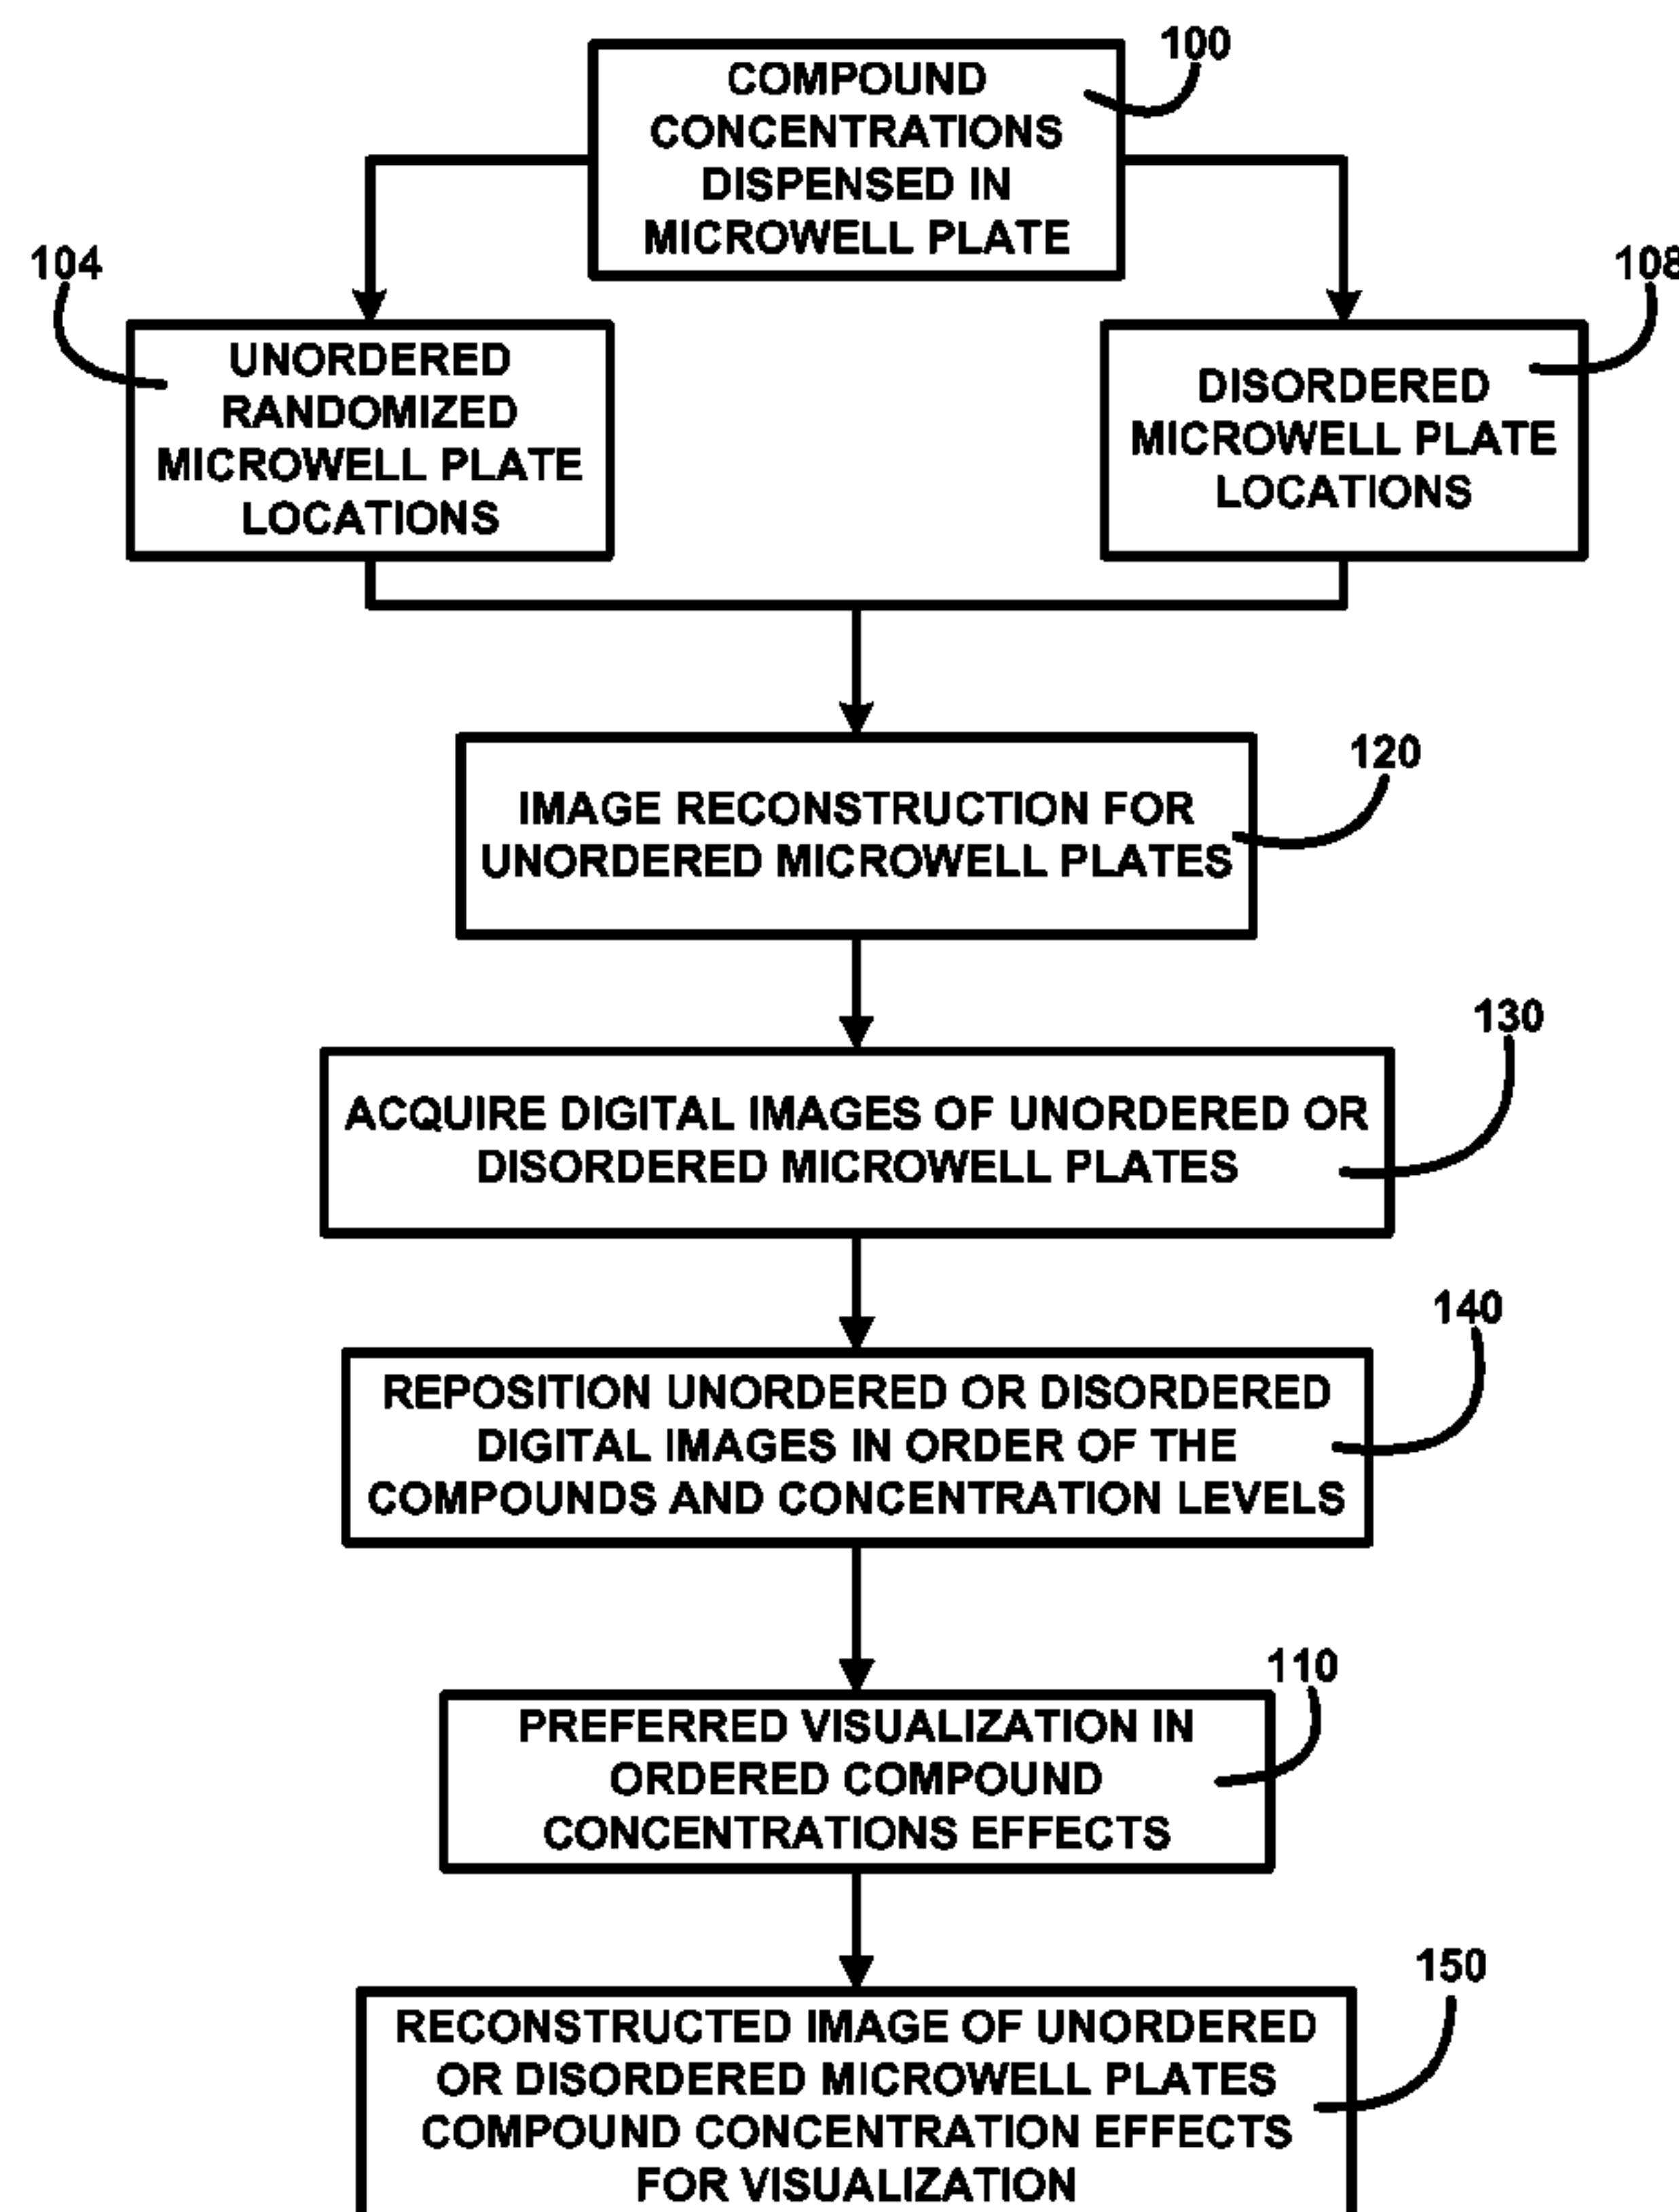 100
COMPOUND
CONCENTRATIONS
DISPENSED IN
MICROWELL PLATE
104
UNORDERED
RANDOMIZED
MICROWELL PLATE
LOCATIONS
108
DISORDERED
MICROWELL PLATE
LOCATIONS
120
IMAGE RECONSTRUCTION FOR
UNORDERED MICROWELL PLATES
130
ACQUIRE DIGITAL IMAGES OF UNORDERED OR
DISORDERED MICROWELL PLATES
140
REPOSITION UNORDERED OR DISORDERED
DIGITAL IMAGES IN ORDER OF THE
COMPOUNDS AND CONCENTRATION LEVELS
110
PREFERRED VISUALIZATION IN
ORDERED COMPOUND
CONCENTRATIONS EFFECTS
150
RECONSTRUCTED IMAGE OF UNORDERED
OR DISORDERED MICROWELL PLATES
COMPOUND CONCENTRATION EFFECTS
FOR VISUALIZATION